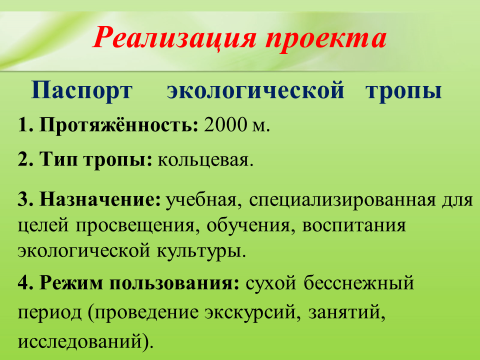 Реализация проекта
Паспорт экологической тропы
1. Протяжённость: 2000 м.
2. Тип тропы: кольцевая.
3. Назначение: учебная, специализированная для
целей просвещения, обучения, воспитания
экологической культуры.
4. Режим пользования: сухой бесснежный
период (проведение экскурсий, занятий,
исследований).